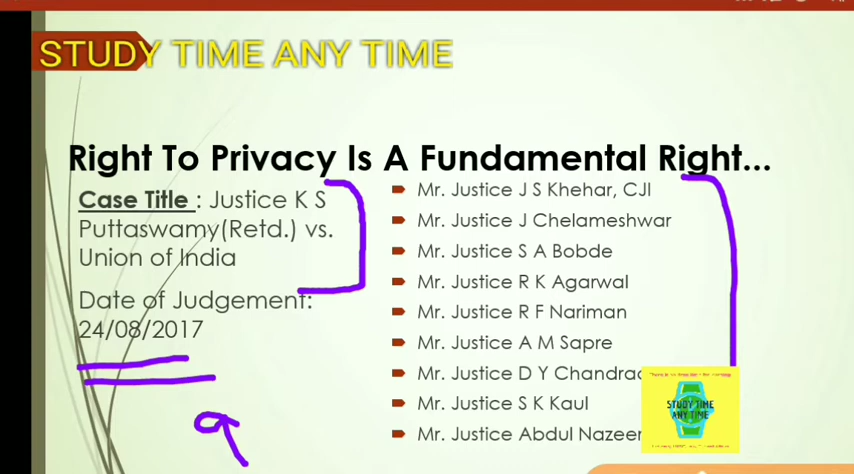 STUDY TIME ANY TIME
Right To Privacy Is A Fundamental Right...
Case Title : Justice K S
Puttaswamy(Retd.) vs.
Union of India
Date of Judgement:
24/08/2017
Mr. Justice J S Khehar, CJI
Mr. Justice J Chelameshwar
Mr. Justice S A Bobde
Mr. Justice R K Agarwal
Mr. Justice R F Nariman
Mr. Justice A M Sapre
Mr. Justice D Y
Mr. Justice S K Kaul
Mr. Justice Abdul Nazeer
STUDY TIME
ANY TIME